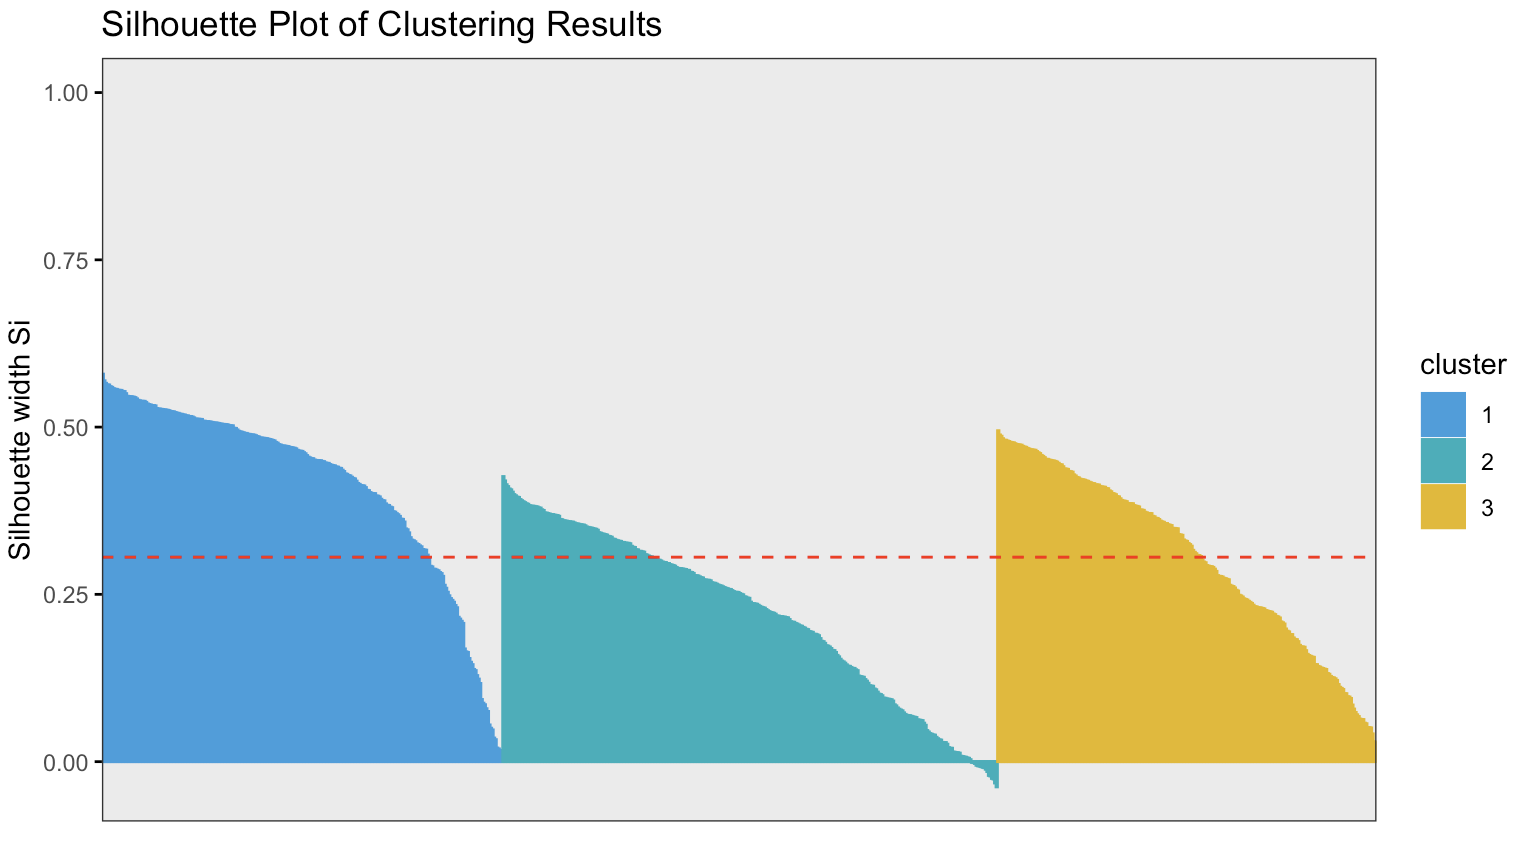 Silhouette Plot of Clustering Results
1.00
0.75
0.50
0.25
0.00
Silhouette width Si
cluster
1
2
3